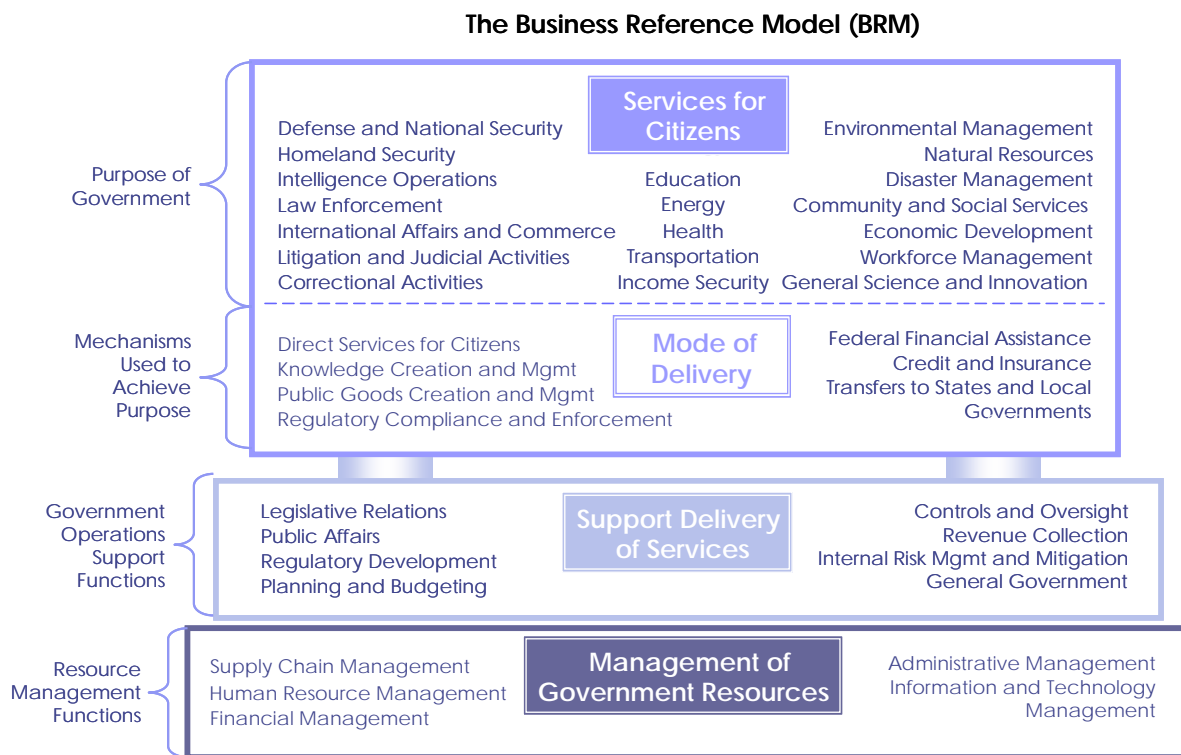 The Business Reference Model (BRM)
Purpose of
Government
Services for
Citizens
Defense and National Security
Homeland Security
Intelligence Operations
Law Enforcement
International Affairs and Commerce
Litigation and Judicial Activities
Correctional Activities
Education
Energy
Health
Transportation
Income Security
Environmental Management
Natural Resources
Disaster Management
Community and Social Services
Economic Development
Workforce Management
General Science and Innovation
Mechanisms
Used to
Achieve
Purpose
Mode of
Delivery
Direct Services for Citizens
Knowledge Creation and Mgmt
Public Goods Creation and Mgmt
Regulatory Compliance and Enforcement
Federal Financial Assistance
Credit and Insurance
Transfers to States and Local
Governments
Government
Operations
Support
Functions
Support Delivery
of Services
Legislative Relations
Public Affairs
Regulatory Development
Planning and Budgeting
Controls and Oversight
Revenue Collection
Internal Risk Mgmt and Mitigation
General Government
Resource
Management
Functions
Management of
Government Resources
Supply Chain Management
Human Resource Management
Financial Management
Administrative Management
Information and Technology
Management